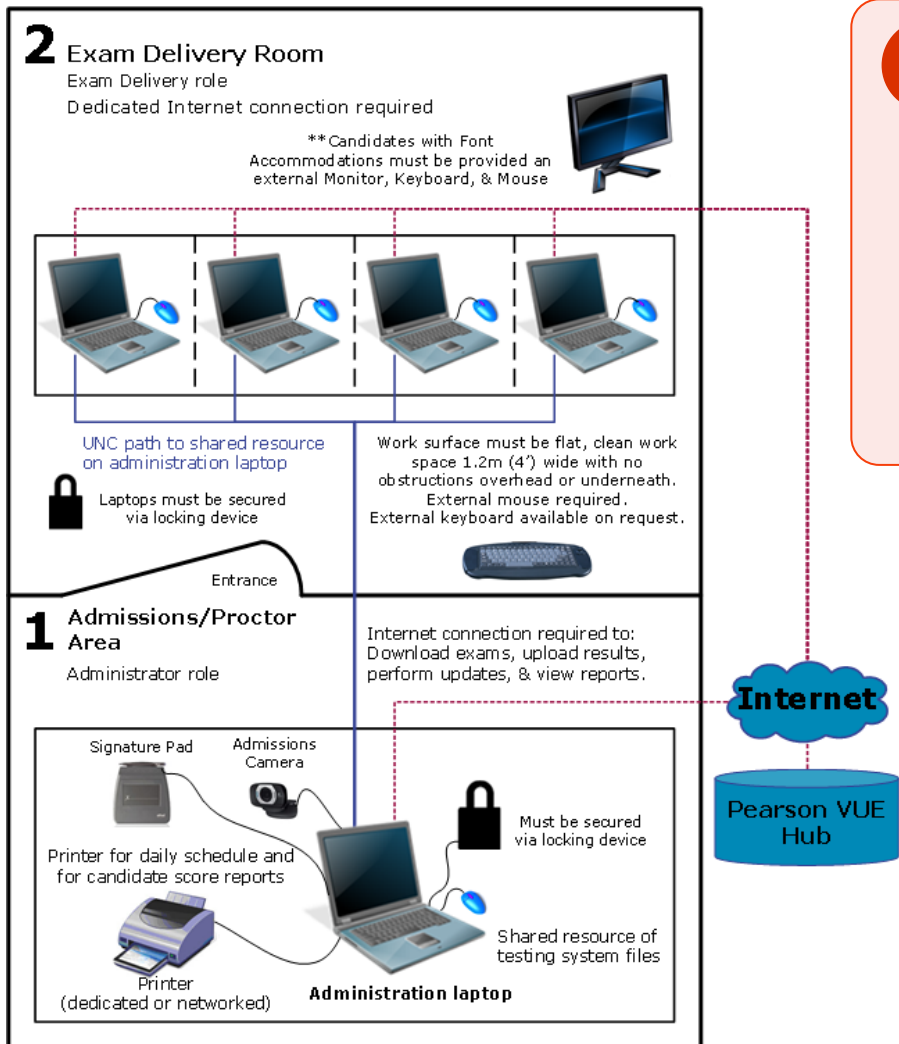 2 Exam Delivery Room
Exam Delivery role
Dedicated Internet connection required
**Candidates with Font
Accommodations must be provided an
external Monitor, Keyboard, & Mouse
UNC path to shared resource
on administration laptop
Laptops must be secured
via locking device
Work surface must be flat, clean work
space 1.2m (4') wide with no
obstructions overhead or underneath.
External mouse required.
External keyboard available on request.
Entrance
1 Admissions/Proctor
Area
Administrator role
Internet connection required to:
Download exams, upload results,
perform updates, & view reports.
Internet
Pearson VUE
Hub
Signature Pad
Admissions
Camera
Must be secured
via locking device
Printer for daily schedule and
for candidate score reports
Shared resource of
testing system files
Printer
(dedicated or networked)
Administration laptop